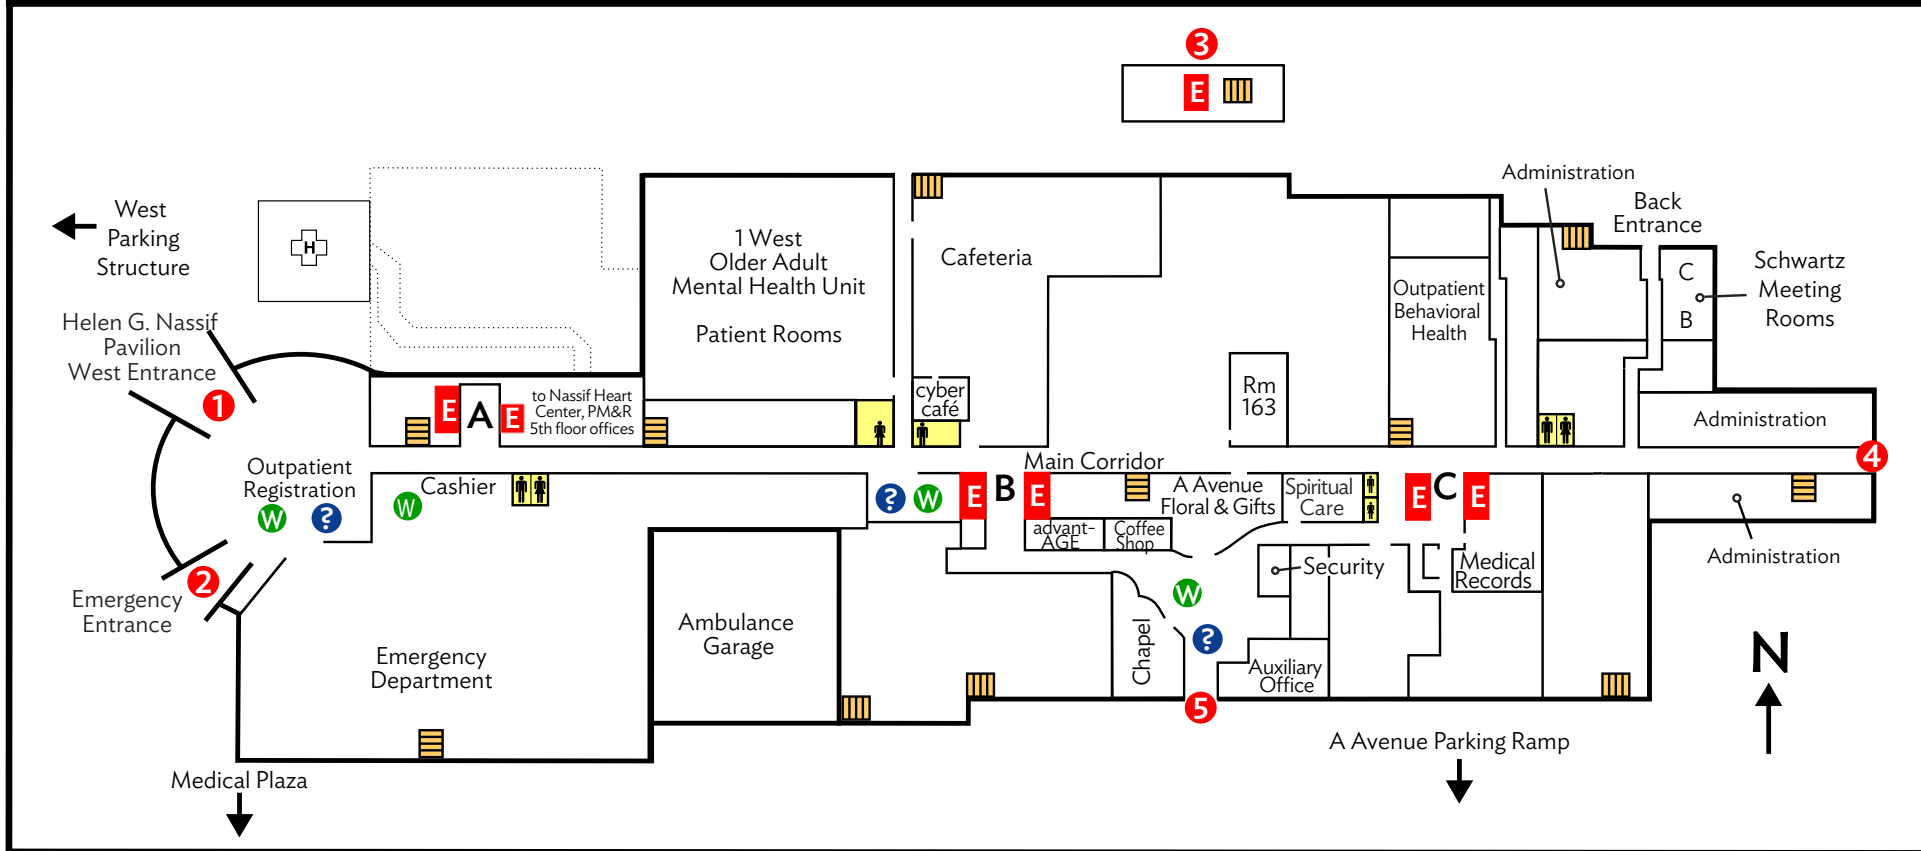 3
E
Administration
Back
Entrance
West
Parking
Structure
H
1 West
Older Adult
Mental Health Unit
Patient Rooms
Cafeteria
Outpatient
Behavioral
Health
C
B
Schwartz
Meeting
Rooms
Helen G. Nassif
Pavilion
West Entrance
1
E
A
E
to Nassif Heart
Center, PM&R
5th floor offices
cyber
café
Rm
163
Administration
4
Main Corridor
Outpatient
Registration
W
?
W
Cashier
?
W
E
B
E
A Avenue
Floral & Gifts
Spiritual
Care
E
C
E
advant-
AGE
Coffee
Shop
Security
Medical
Records
Administration
2
Emergency
Entrance
W
?
Chapel
Auxiliary
Office
Ambulance
Garage
Emergency
Department
5
N
A Avenue Parking Ramp
Medical Plaza